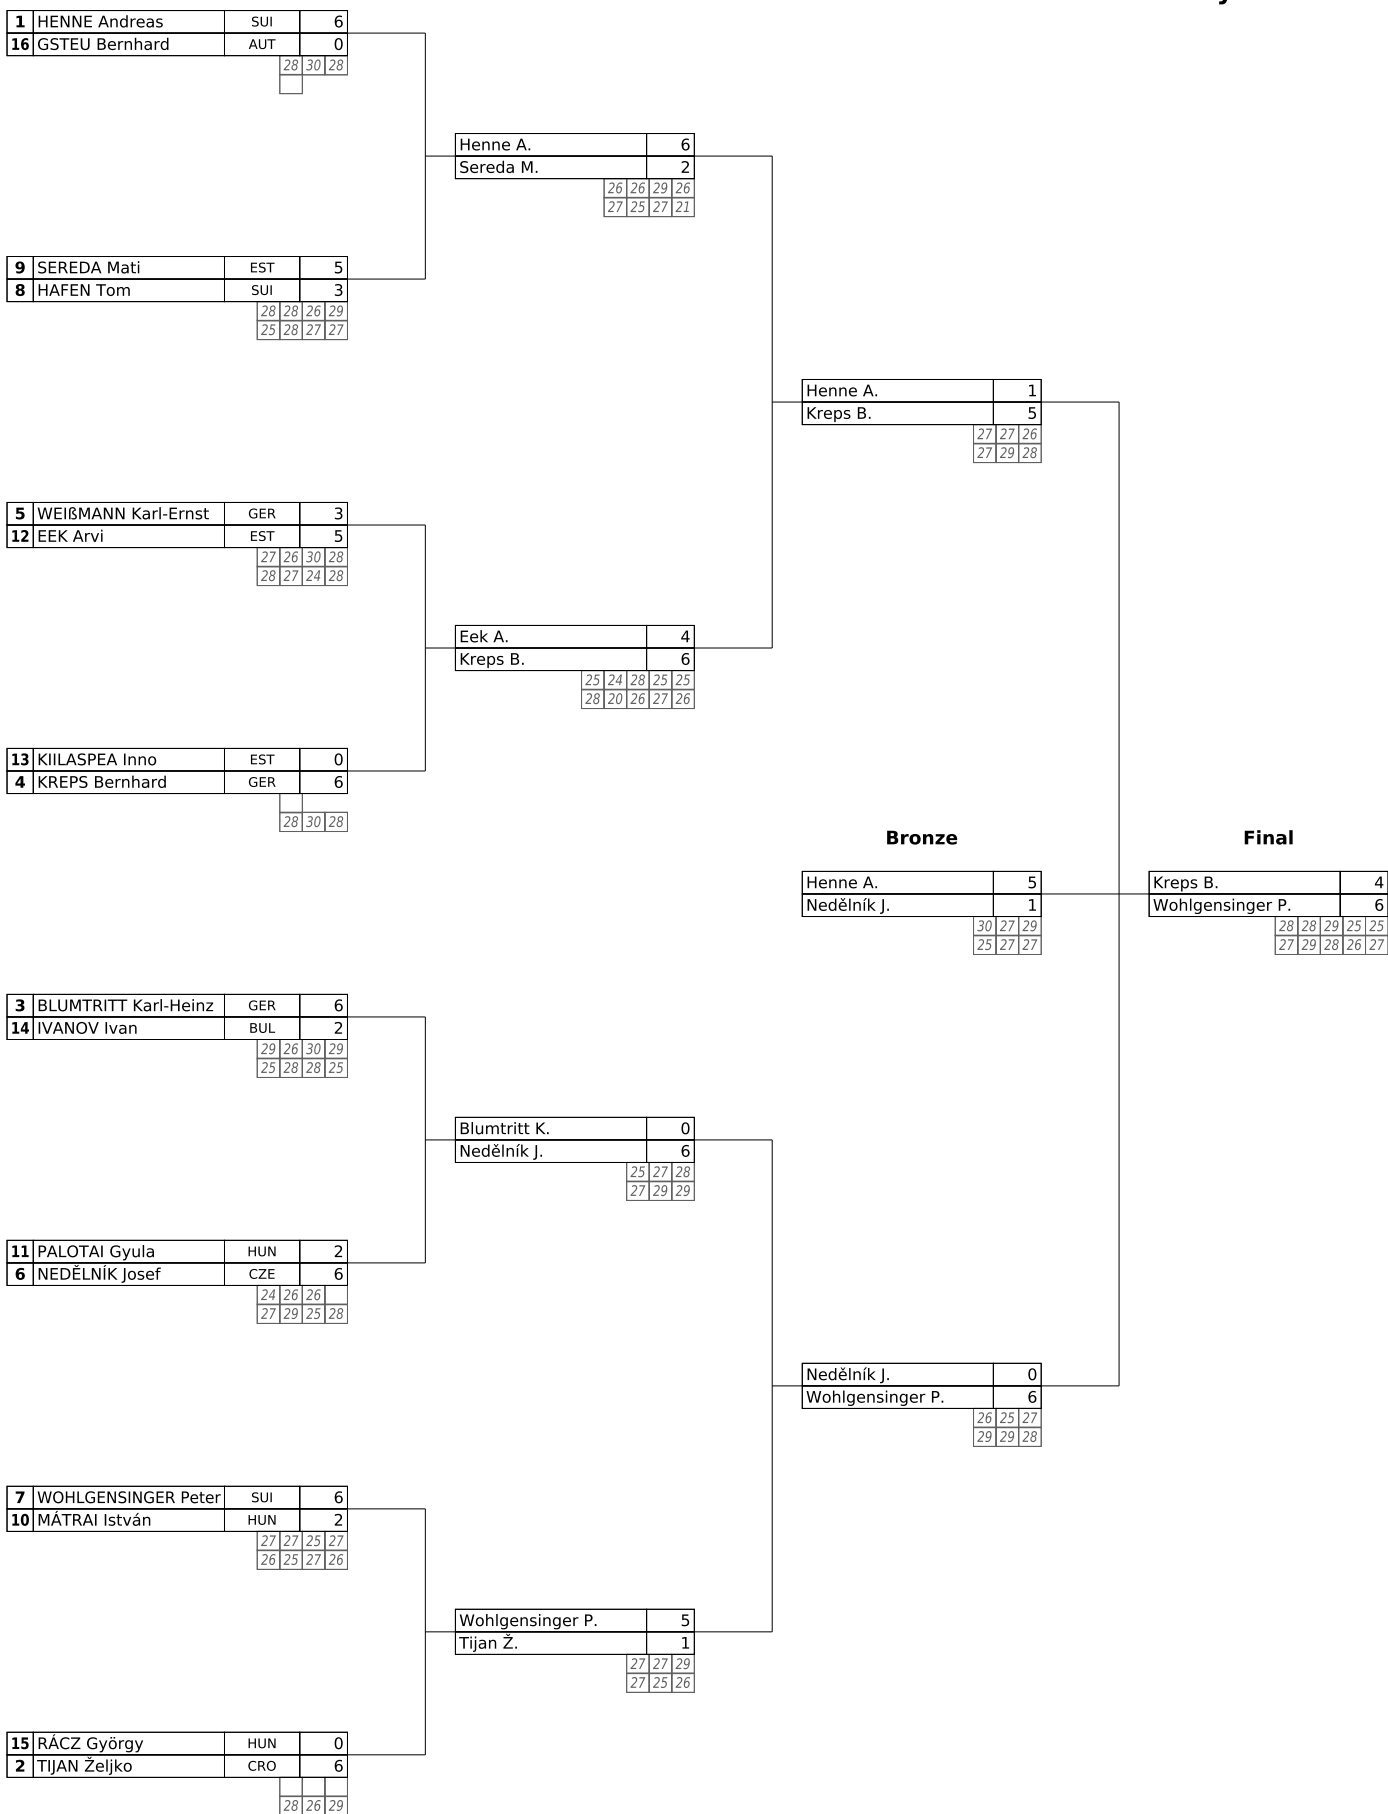 1 HENNE Andreas SUI 6
16 GSTEU Bernhard AUT 0
28 30 28
Henne A. 6
Sereda M. 2
26 26 29 26
27 25 27 21
9 SEREDA Mati EST 5
8 HAFEN Tom SUI 3
28 28 26 29
25 28 27 27
Henne A. 1
Kreps B. 5
27 27 26
27 29 28
5 WEIßMANN Karl-Ernst GER 3
12 EEK Arvi EST 5
27 26 30 28
28 27 24 28
Eek A. 4
Kreps B. 6
25 24 28 25 25
28 20 26 27 26
13 KIILASPEA Inno EST 0
4 KREPS Bernhard GER 6
28 30 28
Bronze Final
Henne A. 5 Kreps B. 4
Nedělník J. 1 Wohlgensinger P. 6
30 27 29 28 28 29 25 25
25 27 27 27 29 28 26 27
3 BLUMTRITT Karl-Heinz GER 6
14 IVANOV Ivan BUL 2
29 26 30 29
25 28 28 25
Blumtritt K. 0
Nedělník J. 6
25 27 28
27 29 29
11 PALOTAI Gyula HUN 2
6 NEDĚLNÍK Josef CZE 6
24 26 26
27 29 25 28
Nedělník J. 0
Wohlgensinger P. 6
26 25 27
29 29 28
7 WOHLGENSINGER Peter SUI 6
10 MÁTRAI István HUN 2
27 27 25 27
26 25 27 26
Wohlgensinger P. 5
Tijan Ž. 1
27 27 29
27 25 26
15 RÁCZ György HUN 0
2 TIJAN Željko CRO 6
28 26 29